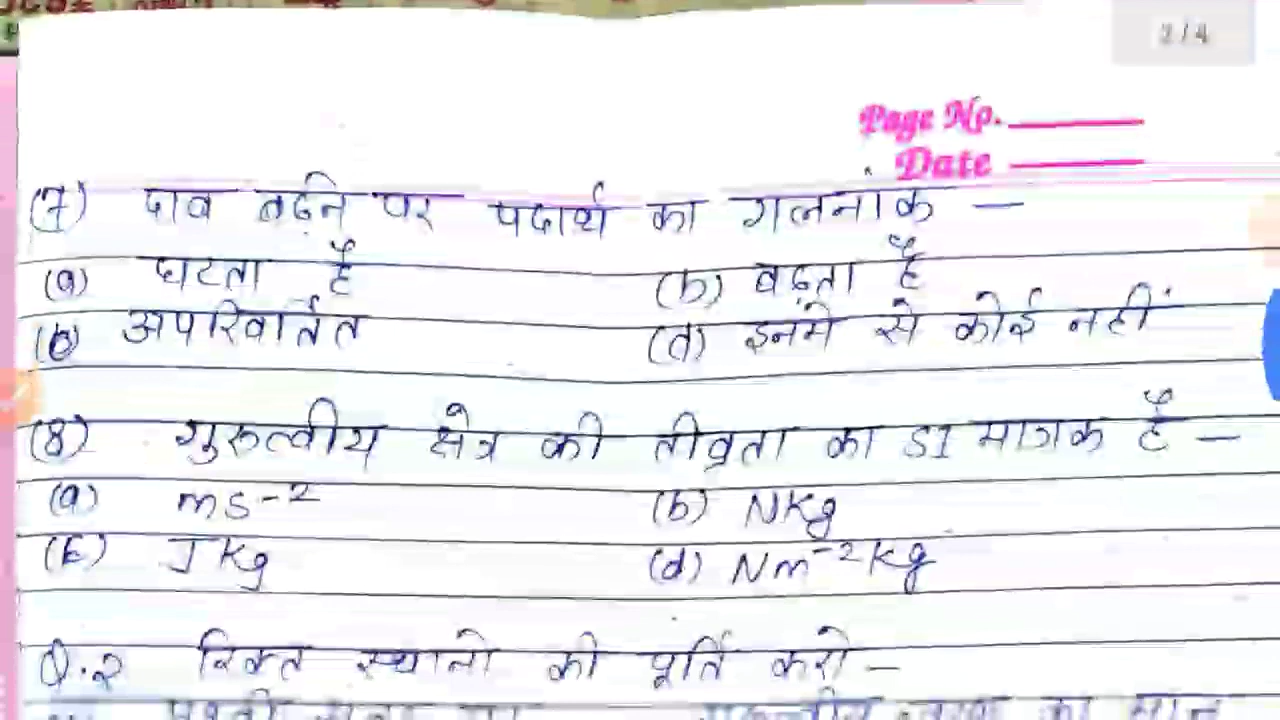 2/4
Page No.
Date
(7) दाव बढ़ने पर पदार्थ का गलनांक —
(a) घटता है (b) बढ़ता है
अपरिवर्तित (d) इनमे से कोई नहीं
(8) गुरुत्वीय क्षेत्र की तीव्रता का SI मात्रक है —
(a) ms-2 (b) NKg
JKg (d) Nm-2Kg
Q.2 रिक्त स्थानो की पूर्ति करो —